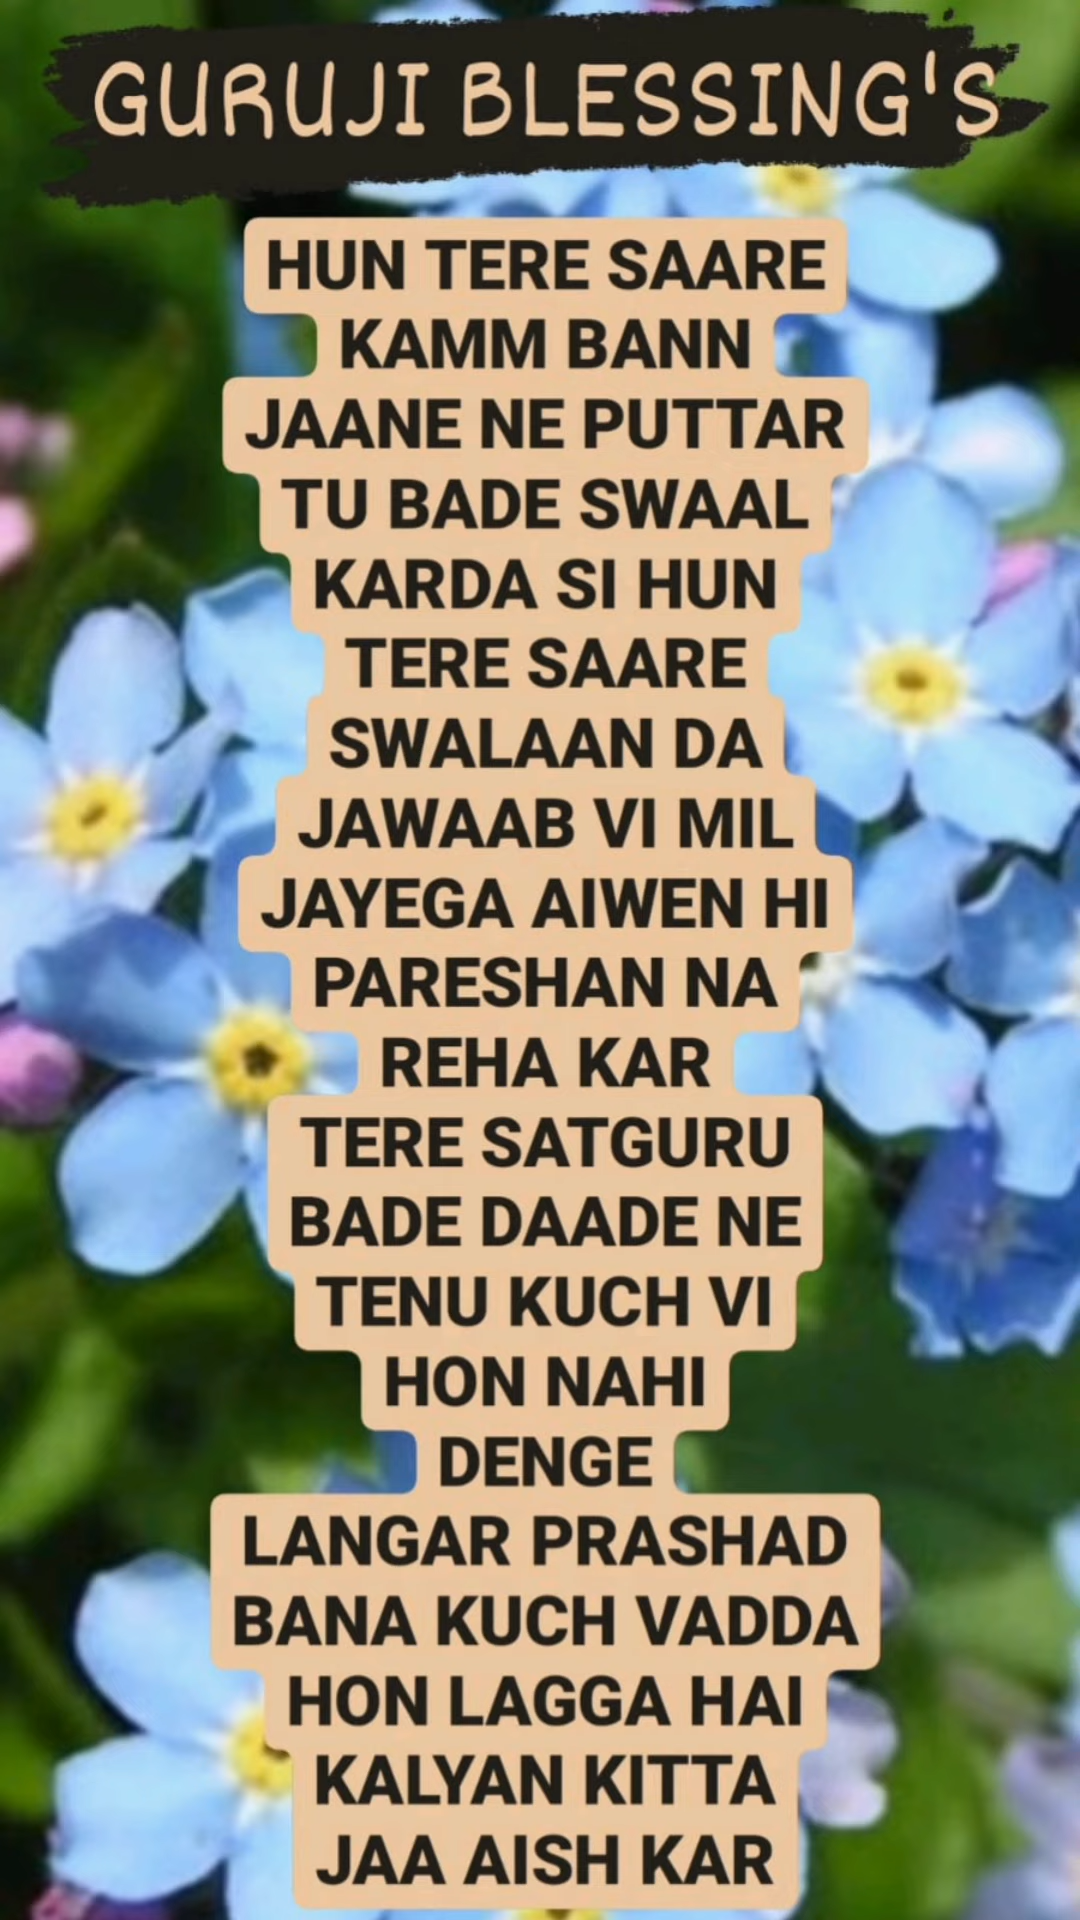 GURUJI BLESSING'S
HUN TERE SAARE
KAMM BANN
JAANE NE PUTTAR
TU BADE SWAAL
KARDA SI HUN
TERE SAARE
SWALAAN DA
JAWAAB VI MIL
JAYEGA AIWEN HI
PARESHAN NA
REHA KAR
TERE SATGURU
BADE DAADE NE
TENU KUCH VI
HON NAHI
DENGE
LANGAR PRASHAD
BANA KUCH VADDA
HON LAGGA HAI
KALYAN KITTA
JAA AISH KAR